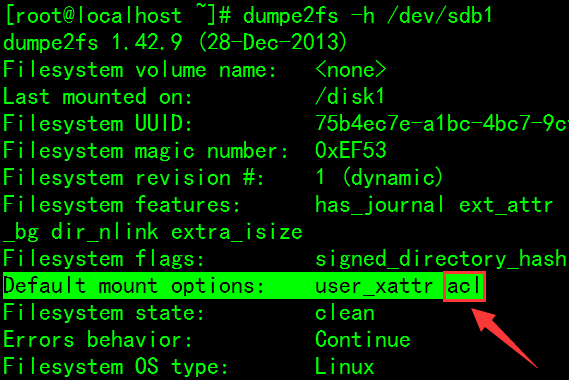 [root@localhost ~]# dumpe2fs -h /dev/sdb1
dumpe2fs 1.42.9 (28-Dec-2013)
Filesystem volume name: <none>
Last mounted on: /disk1
Filesystem UUID: 75b4ec7e-a1bc-4bc7-9c
Filesystem magic number: 0xEF53
Filesystem revision #: 1 (dynamic)
Filesystem features: has_journal ext_attr
_bg dir_nlink extra_isize
Filesystem flags: signed_directory_hash
Default mount options: user_xattr acl
Filesystem state: clean
Errors behavior: Continue
Filesystem OS type: Linux